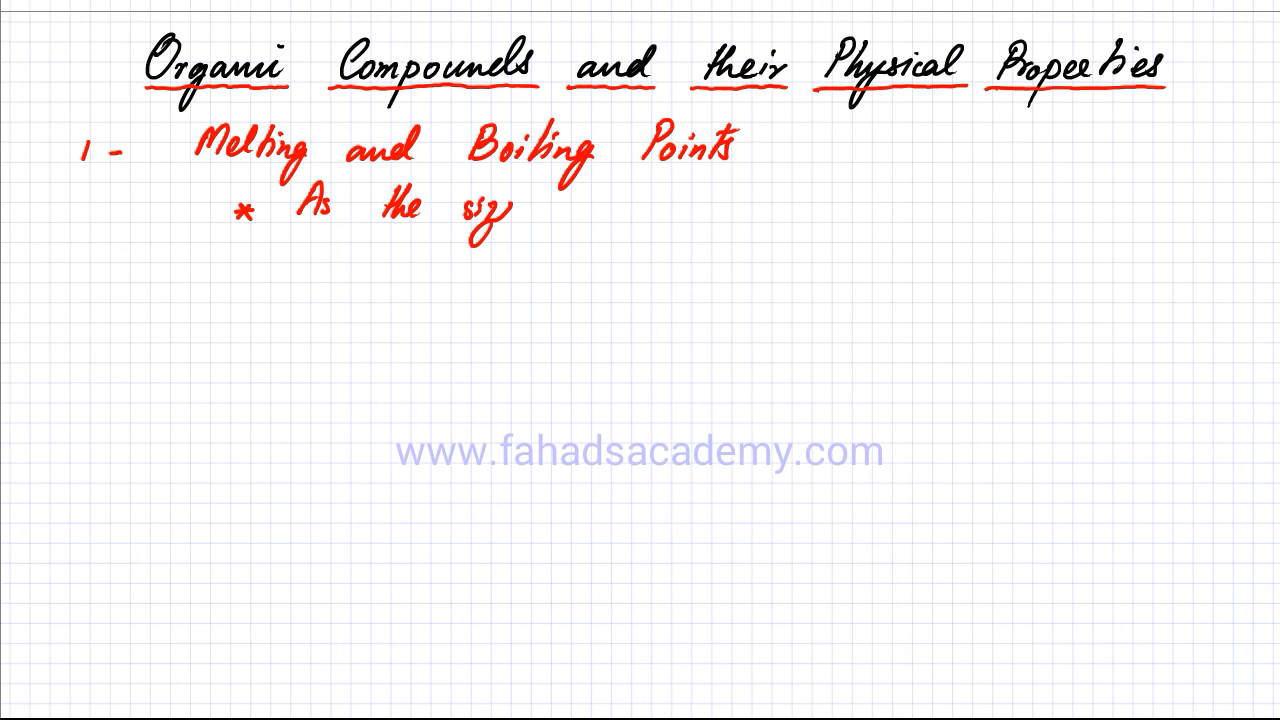 Organic Compounds and their Physical Properties
1 - Melting and Boiling Points
* As the siz
www.fahadsacademy.com